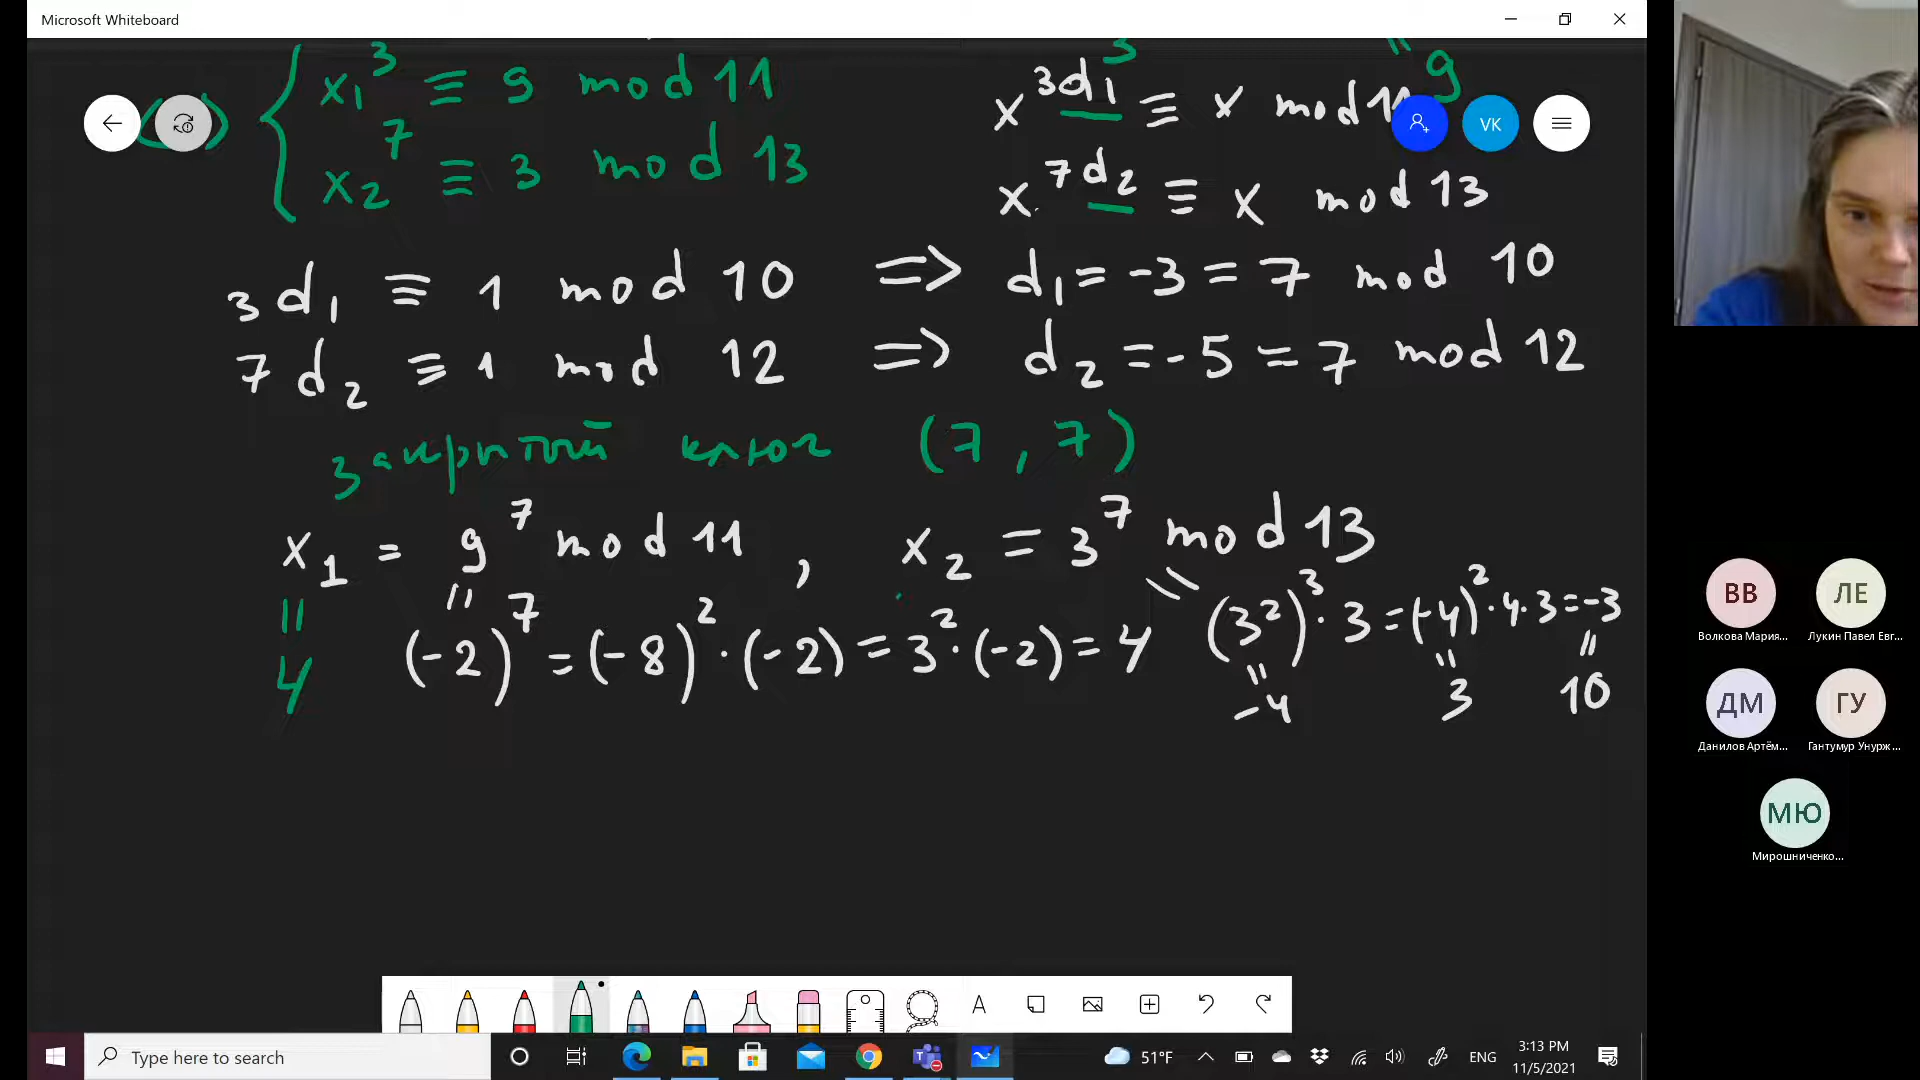 Microsoft Whiteboard
x₁³ ≡ 9 mod 11
x₂⁷ ≡ 3 mod 13
3
x^{3d₁} ≡ x mod 11
" 9
x^{7d₂} ≡ x mod 13
VK
3d₁ ≡ 1 mod 10 => d₁ = -3 = 7 mod 10
7d₂ ≡ 1 mod 12 => d₂ = -5 = 7 mod 12
закрытый ключ (7, 7)
x₁ = 9⁷ mod 11 , x₂ = 3⁷ mod 13
" 4
(-2)⁷ = (-8)² · (-2) = 3² · (-2) = 4
(3²)³ · 3 = (-4)² · 4 · 3 = -3
" -4
" 3
" 10
ВВ
Волкова Мария...
ЛЕ
Лукин Павел Евг...
ДМ
Данилов Артём...
ГУ
Гантумур Унурж...
МЮ
Мирошниченко...
A
Type here to search
51°F
ENG
3:13 PM
11/5/2021